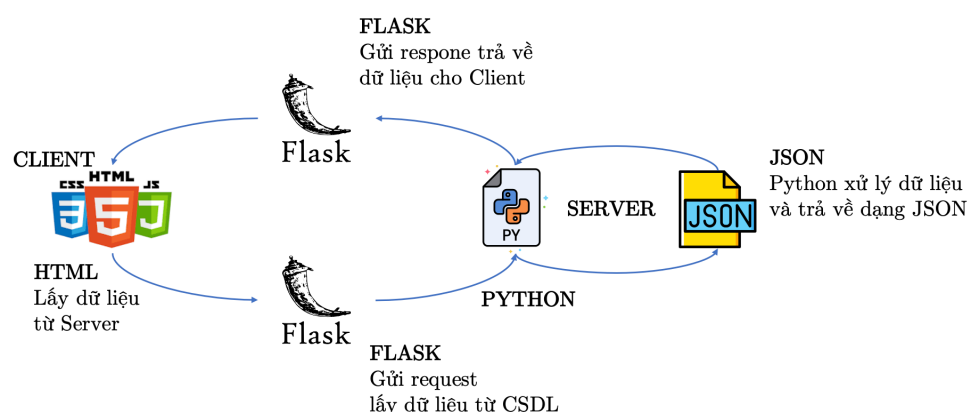 FLASK
Gửi respone trả về
dữ liệu cho Client
Flask
CLIENT
CSS HTML JS
HTML
Lấy dữ liệu
từ Server
PY
SERVER
PYTHON
JSON
JSON
Python xử lý dữ liệu
và trả về dạng JSON
Flask
FLASK
Gửi request
lấy dữ liệu từ CSDL